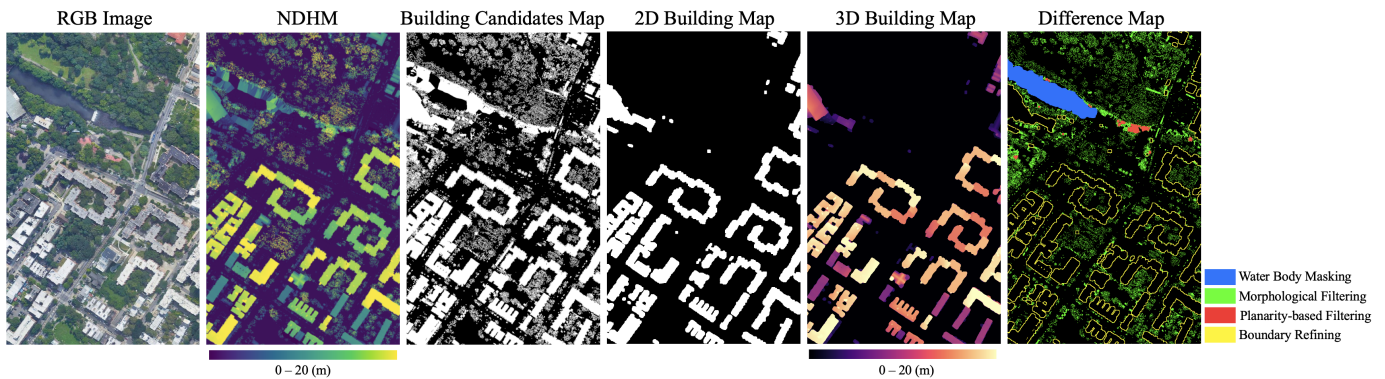 RGB Image
NDHM
Building Candidates Map
2D Building Map
3D Building Map
Difference Map
Water Body Masking
Morphological Filtering
Planarity-based Filtering
Boundary Refining
0 – 20 (m)
0 – 20 (m)